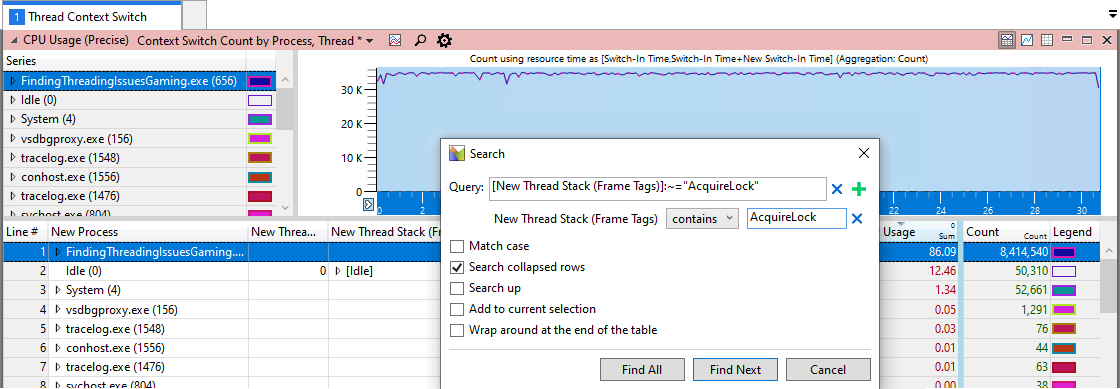 1 Thread Context Switch
CPU Usage (Precise) Context Switch Count by Process, Thread *
Series
FindingThreadingIssuesGaming.exe (656)
Idle (0)
System (4)
vsdbgproxy.exe (156)
tracelog.exe (1548)
conhost.exe (1556)
tracelog.exe (1476)
svchost.exe (804)
Count using resource time as [Switch-In Time,Switch-In Time+New Switch-In Time] (Aggregation: Count)
30 K
20 K
10 K
0
0 2 22 24 26 28 30
Search
Query: [New Thread Stack (Frame Tags)]:~="AcquireLock"
New Thread Stack (Frame Tags) contains AcquireLock
Match case
Search collapsed rows
Search up
Add to current selection
Wrap around at the end of the table
Find All Find Next Cancel
Line # New Process New Threa... New Thread Stack (Fr Usage Sum Count Count Legend
1 FindingThreadingIssuesGaming.... 86.09 8,414,540
2 Idle (0) 0 [Idle] 12.46 50,310
3 System (4) 1.34 52,661
4 vsdbgproxy.exe (156) 0.05 1,291
5 tracelog.exe (1548) 0.03 76
6 conhost.exe (1556) 0.01 44
7 tracelog.exe (1476) 0.01 63
8 svchost.exe (804) 0.00 38